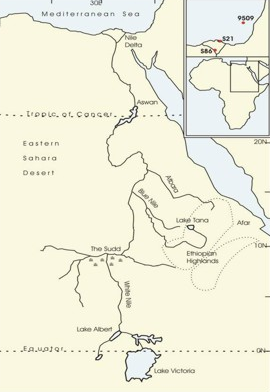 30E
Mediterranean Sea
9509
S21
S86
Nile
Delta
Aswan
Tropic of Cancer
20N
Eastern
Sahara
Desert
Atbara
Blue Nile
Lake Tana
Afar
10N
The Sudd
Ethiopian
Highlands
White Nile
Lake Albert
Equator
0N
Lake Victoria